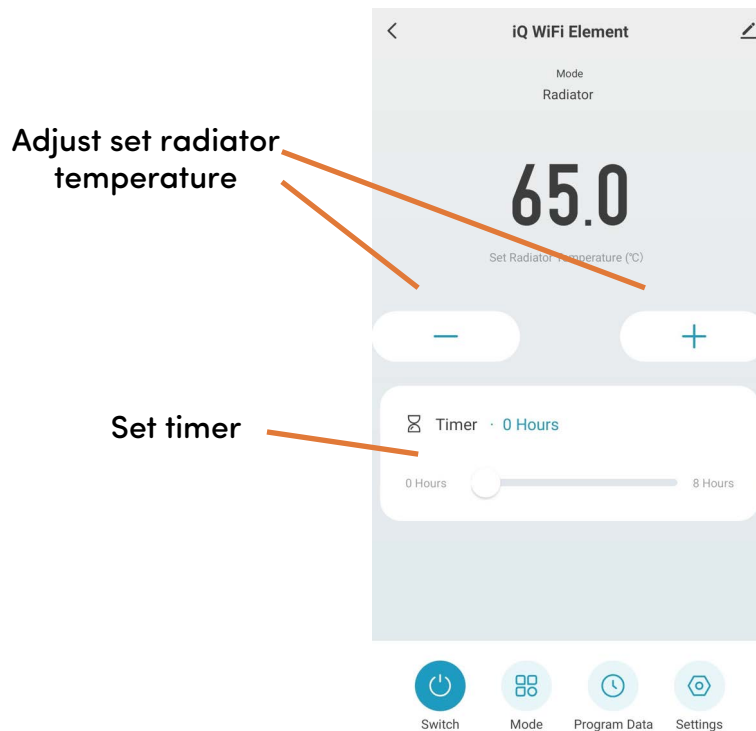 iQ WiFi Element
Mode
Radiator
Adjust set radiator
temperature
65.0
Set Radiator Temperature (°C)
Set timer
Timer · 0 Hours
0 Hours
8 Hours
Switch
Mode
Program Data
Settings